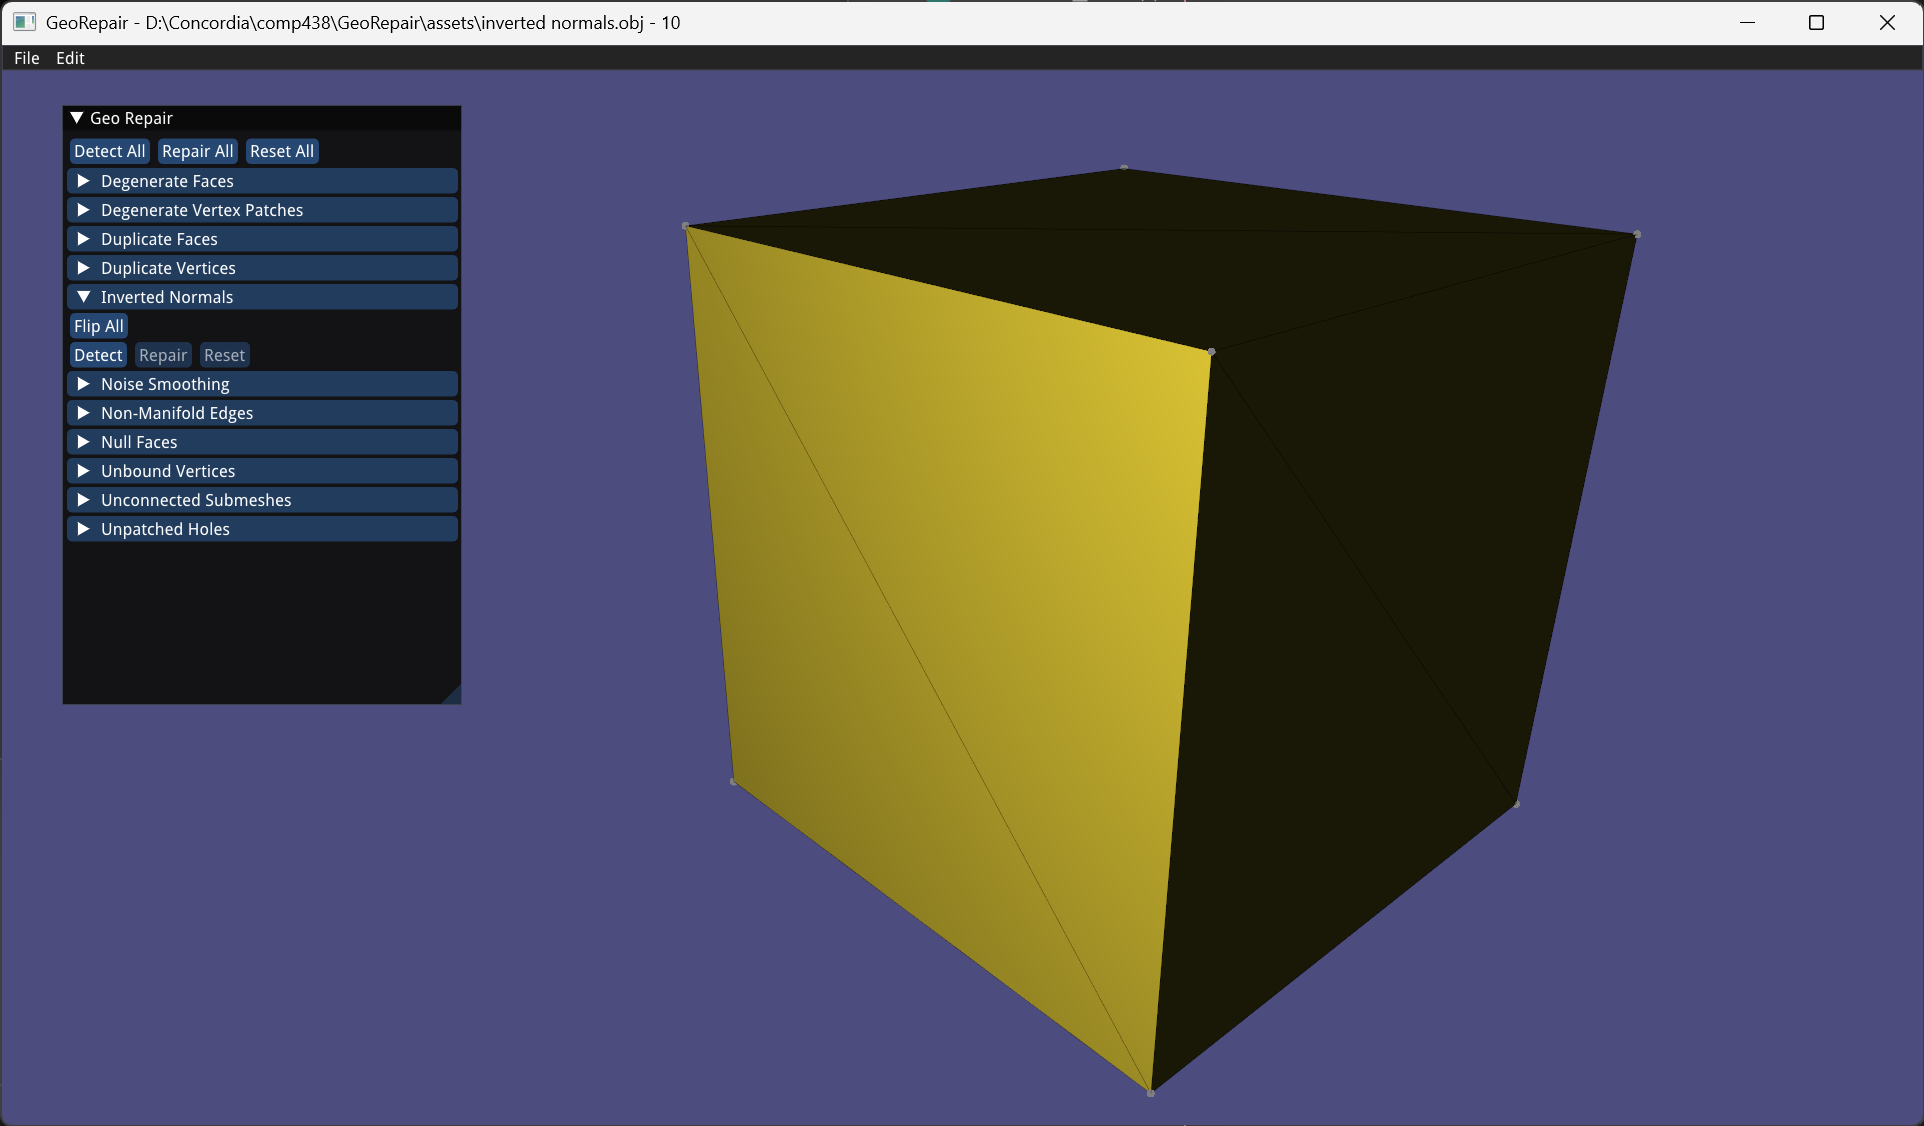 GeoRepair - D:\Concordia\comp438\GeoRepair\assets\inverted normals.obj - 10
File Edit
Geo Repair
Detect All Repair All Reset All
Degenerate Faces
Degenerate Vertex Patches
Duplicate Faces
Duplicate Vertices
Inverted Normals
Flip All
Detect Repair Reset
Noise Smoothing
Non-Manifold Edges
Null Faces
Unbound Vertices
Unconnected Submeshes
Unpatched Holes